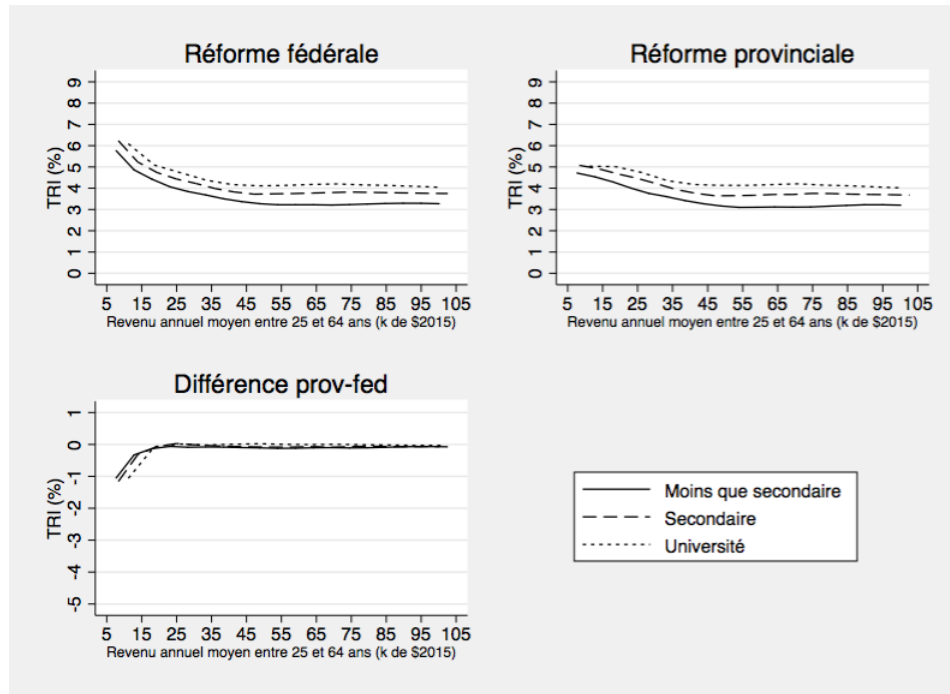 Réforme fédérale
TRI (%)
9
8
7
6
5
4
3
2
1
0
5 15 25 35 45 55 65 75 85 95 105
Revenu annuel moyen entre 25 et 64 ans (k de $2015)
Réforme provinciale
TRI (%)
9
8
7
6
5
4
3
2
1
0
5 15 25 35 45 55 65 75 85 95 105
Revenu annuel moyen entre 25 et 64 ans (k de $2015)
Différence prov-fed
TRI (%)
1
0
-1
-2
-3
-4
-5
5 15 25 35 45 55 65 75 85 95 105
Revenu annuel moyen entre 25 et 64 ans (k de $2015)
Moins que secondaire
Secondaire
Université